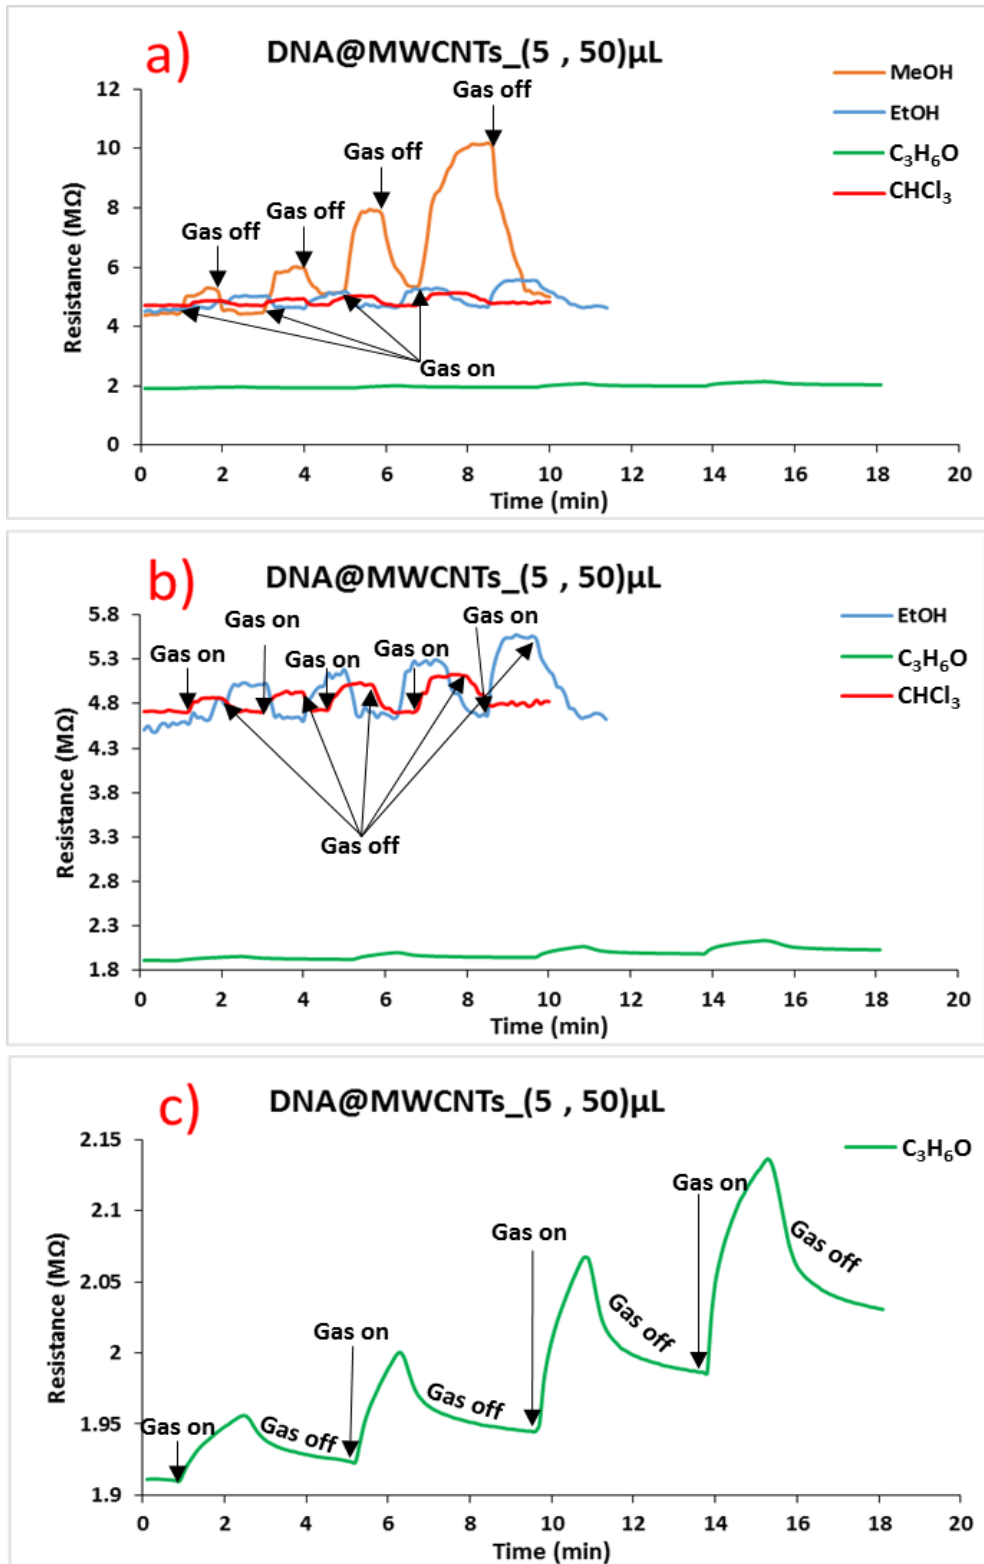 a)
DNA@MWCNTs_(5 , 50)µL
MeOH
EtOH
C₃H₆O
CHCl₃
Gas off
Gas off
Gas off
Gas off
Gas on
Resistance (MΩ)
12
10
8
6
4
2
0
0 2 4 6 8 10 12 14 16 18 20
Time (min)
b)
DNA@MWCNTs_(5 , 50)µL
EtOH
C₃H₆O
CHCl₃
Gas on
Gas on
Gas on
Gas on
Gas on
Gas off
Resistance (MΩ)
5.8
5.3
4.8
4.3
3.8
3.3
2.8
2.3
1.8
0 2 4 6 8 10 12 14 16 18 20
Time (min)
c)
DNA@MWCNTs_(5 , 50)µL
C₃H₆O
Gas on
Gas off
Gas on
Gas off
Gas on
Gas off
Gas on
Gas off
Resistance (MΩ)
2.15
2.1
2.05
2
1.95
1.9
0 2 4 6 8 10 12 14 16 18 20
Time (min)